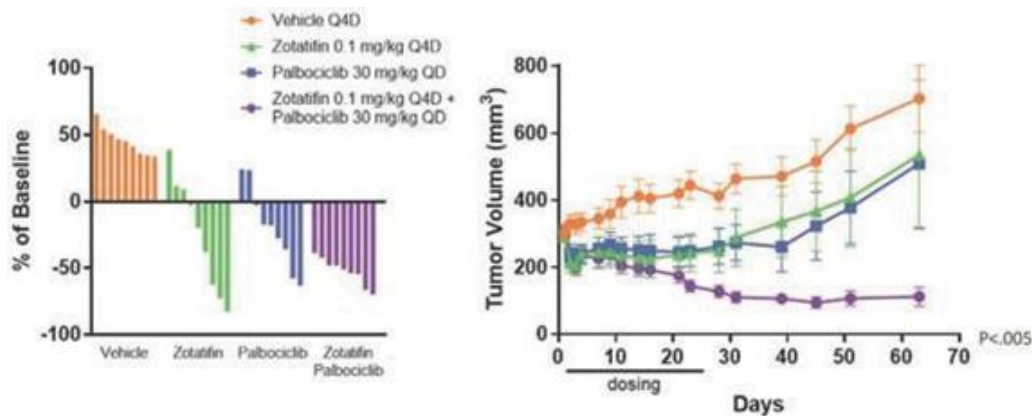 Vehicle Q4D
Zotatifin 0.1 mg/kg Q4D
Palbociclib 30 mg/kg QD
Zotatifin 0.1 mg/kg Q4D +
Palbociclib 30 mg/kg QD
% of Baseline
100
50
0
-50
-100
Vehicle
Zotatifin
Palbociclib
Zotatifin
Palbociclib
Tumor Volume (mm³)
800
600
400
200
0
0
10
20
30
40
50
60
70
dosing
Days
P<.005